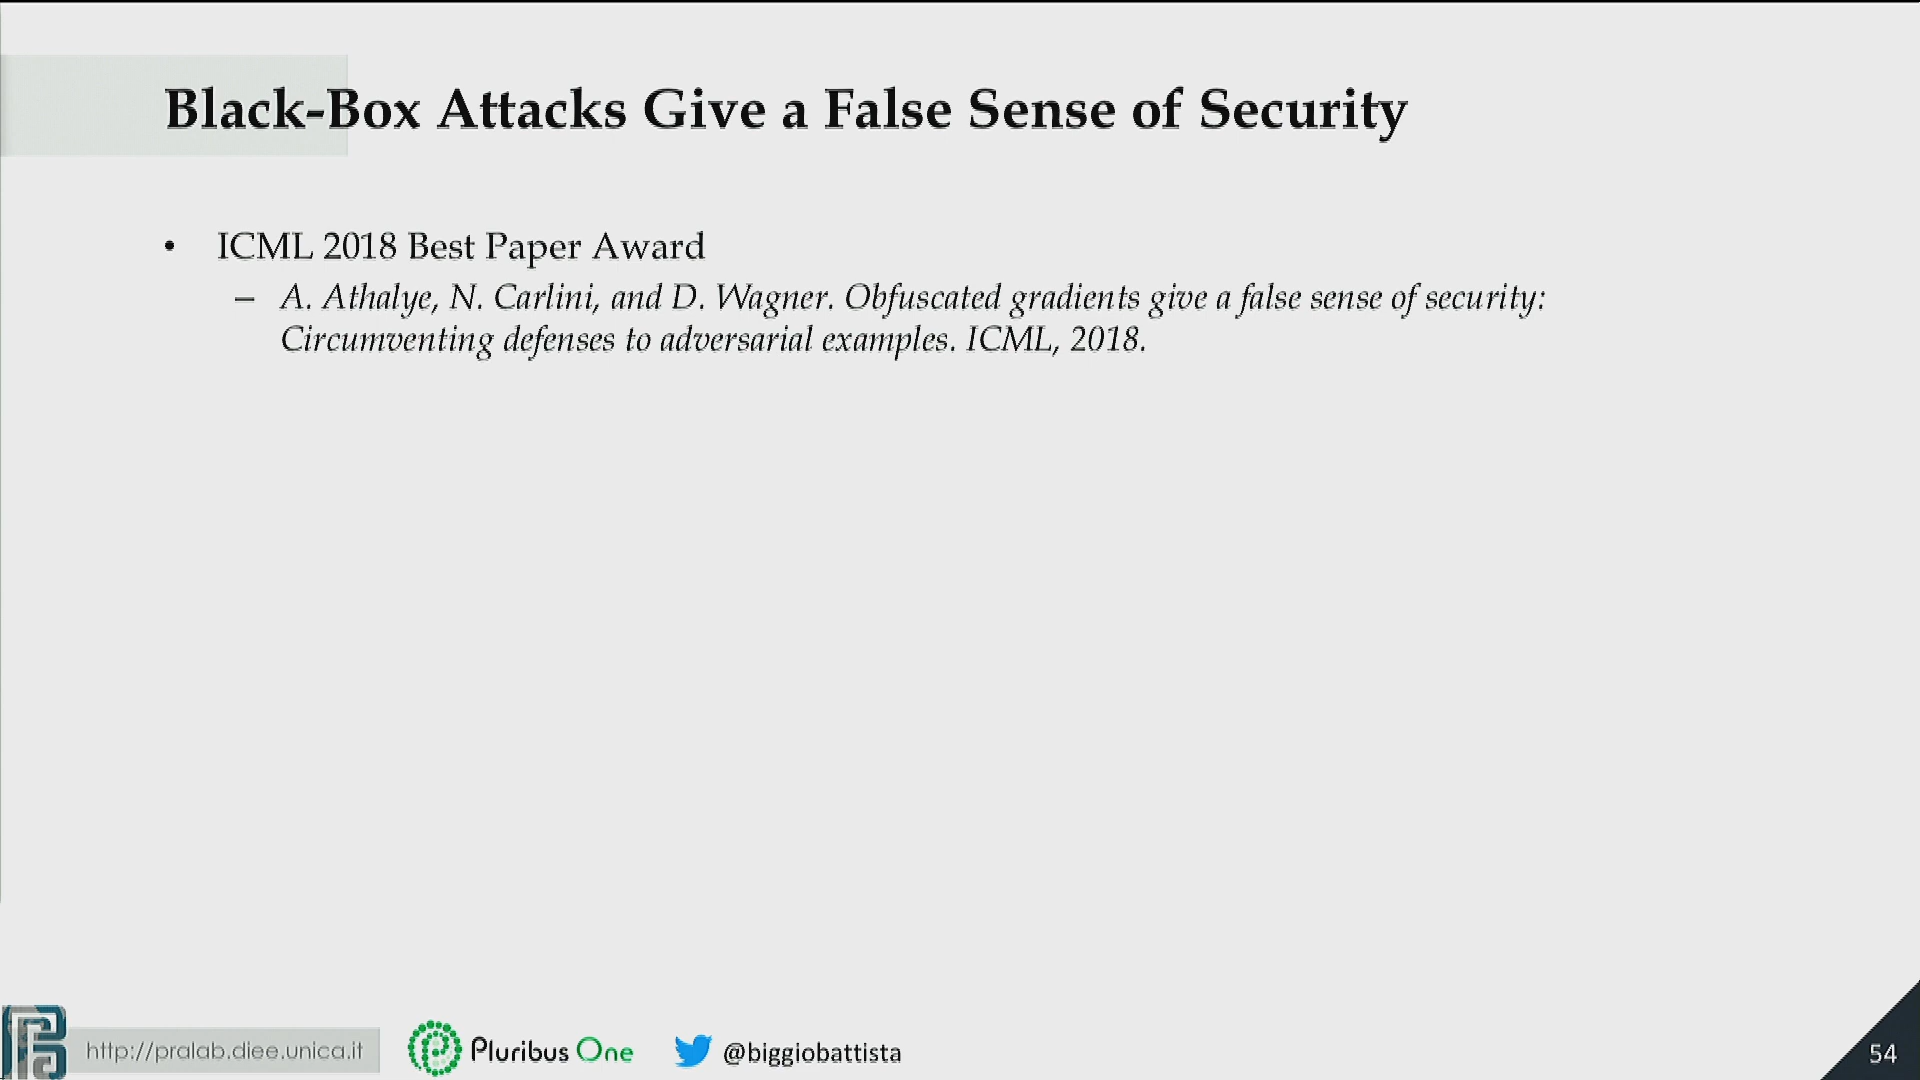 Black-Box Attacks Give a False Sense of Security
• ICML 2018 Best Paper Award
– A. Athalye, N. Carlini, and D. Wagner. Obfuscated gradients give a false sense of security:
Circumventing defenses to adversarial examples. ICML, 2018.
http://pralab.diee.unica.it
Pluribus One
@biggiobattista
54